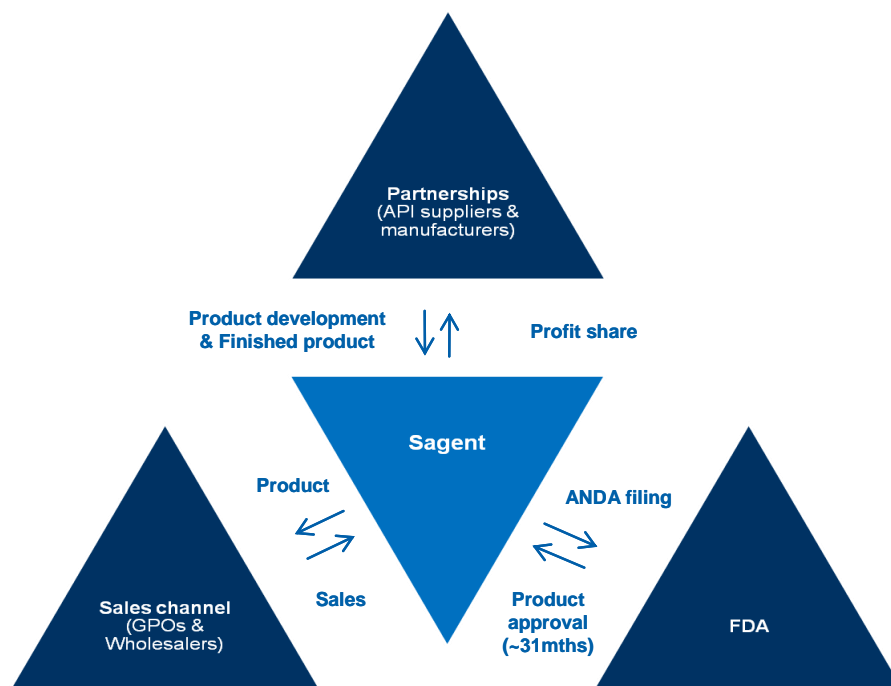 Partnerships
(API suppliers &
manufacturers)
Product development
& Finished product
Profit share
Sagent
Product
ANDA filing
Sales
Product
approval
(~31mths)
Sales channel
(GPOs &
Wholesalers)
FDA